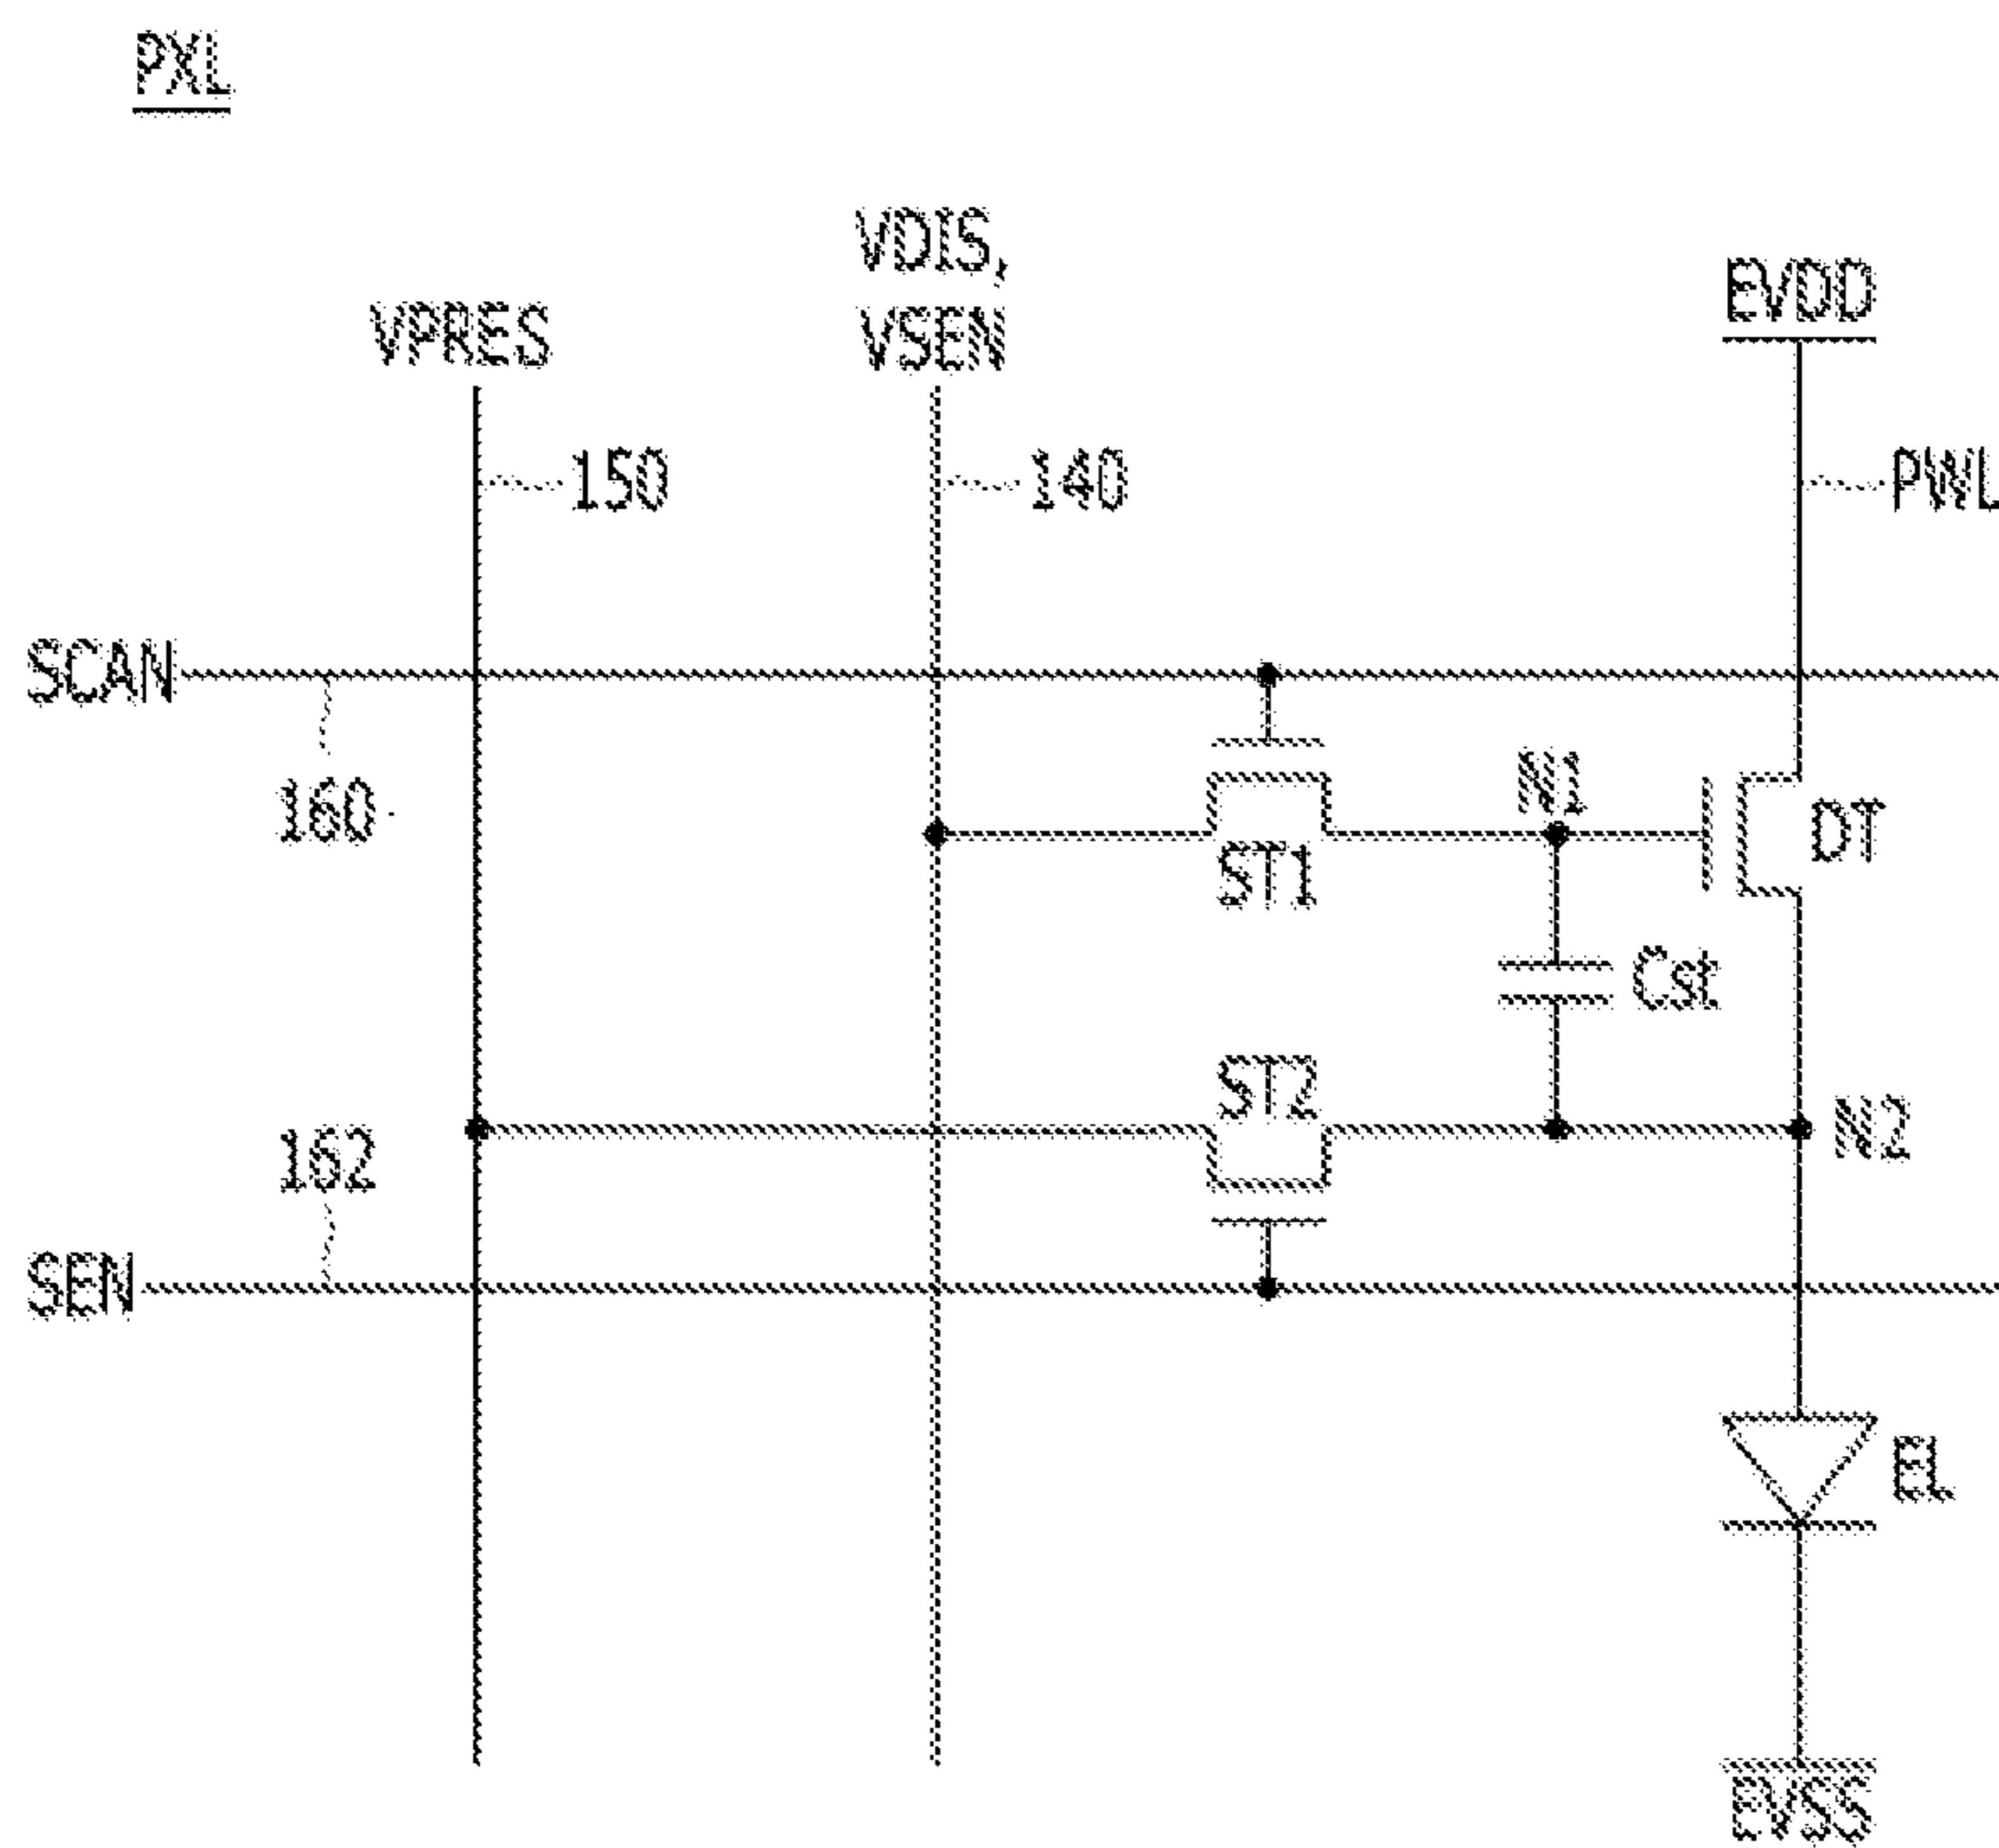 PXL
VDIS,
VSEN
VPRES
EVDD
150
140
PWL
SCAN
160
N1
DT
ST1
Cst
ST2
N2
162
SEN
EL
EVSS